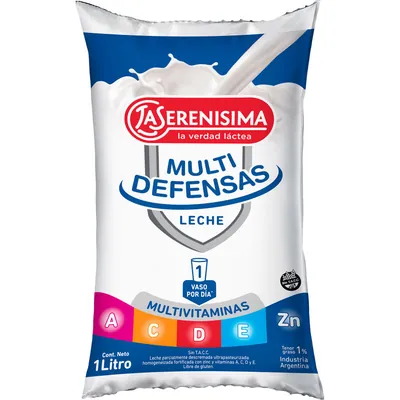 LA SERENISIMA
la verdad láctea
MULTI
DEFENSAS
LECHE
1
VASO
POR DÍA*
MULTIVITAMINAS
A C D E Zn
Cont. Neto
1 Litro
Sin T.A.C.C.
Leche parcialmente descremada ultrapasteurizada
homogeneizada fortificada con zinc y vitaminas A, C, D y E.
Libre de gluten
Tenor graso 1%
Industria
Argentina